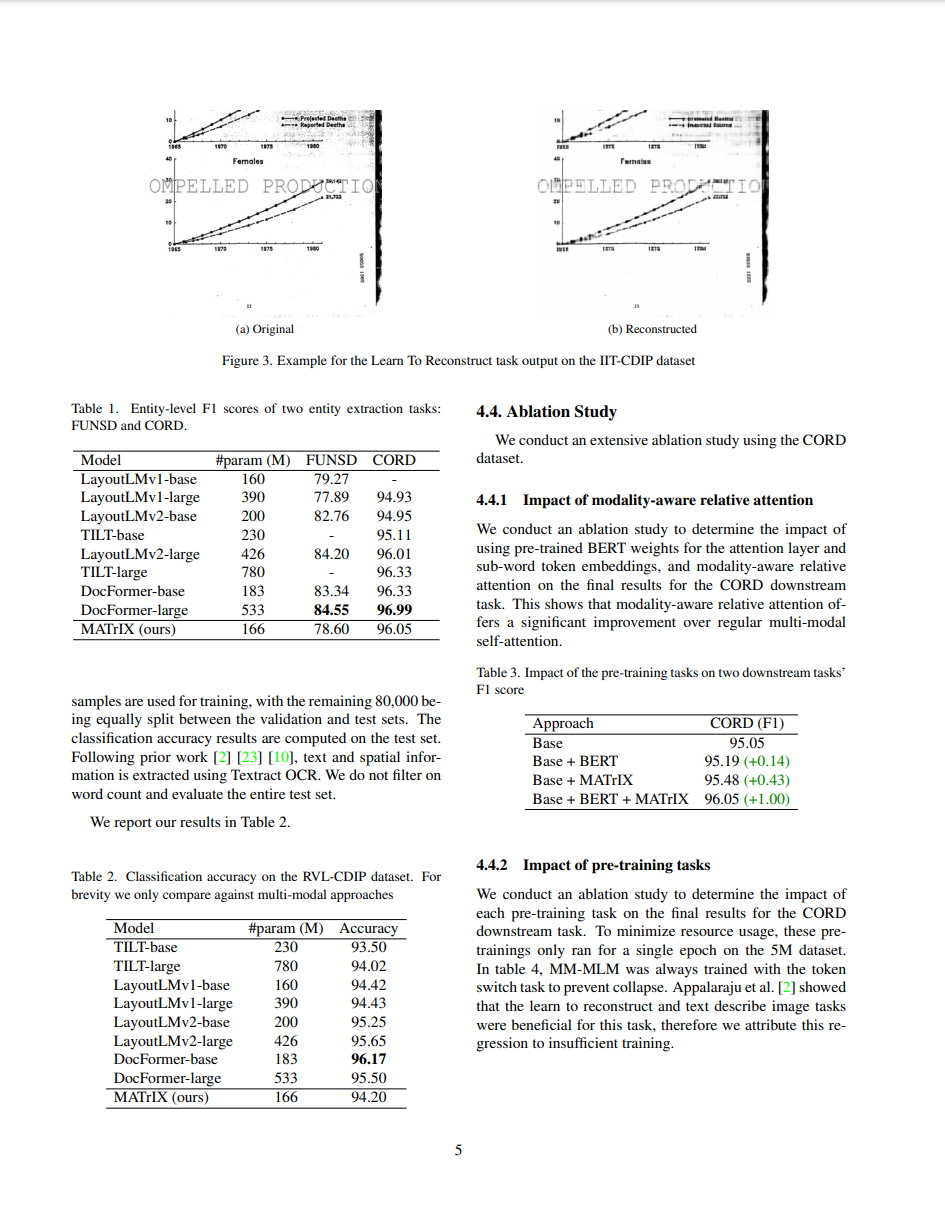 10
Projected Deaths
Reported Deaths
0
1965 1970 1975 1980
40
Females
30
OMPELLED PRODUCTIO
21,722
20
10
0
1965 1970 1975 1980
11
(a) Original
40
Females
OMPELLED PRODUCTIO
11
(b) Reconstructed
Figure 3. Example for the Learn To Reconstruct task output on the IIT-CDIP dataset
Table 1. Entity-level F1 scores of two entity extraction tasks:
FUNSD and CORD.
Model #param (M) FUNSD CORD
LayoutLMv1-base 160 79.27 -
LayoutLMv1-large 390 77.89 94.93
LayoutLMv2-base 200 82.76 94.95
TILT-base 230 - 95.11
LayoutLMv2-large 426 84.20 96.01
TILT-large 780 - 96.33
DocFormer-base 183 83.34 96.33
DocFormer-large 533 84.55 96.99
MATrIX (ours) 166 78.60 96.05
samples are used for training, with the remaining 80,000 be-
ing equally split between the validation and test sets. The
classification accuracy results are computed on the test set.
Following prior work [2] [23] [10], text and spatial infor-
mation is extracted using Textract OCR. We do not filter on
word count and evaluate the entire test set.
We report our results in Table 2.
Table 2. Classification accuracy on the RVL-CDIP dataset. For
brevity we only compare against multi-modal approaches
Model #param (M) Accuracy
TILT-base 230 93.50
TILT-large 780 94.02
LayoutLMv1-base 160 94.42
LayoutLMv1-large 390 94.43
LayoutLMv2-base 200 95.25
LayoutLMv2-large 426 95.65
DocFormer-base 183 96.17
DocFormer-large 533 95.50
MATrIX (ours) 166 94.20
4.4. Ablation Study
We conduct an extensive ablation study using the CORD
dataset.
4.4.1 Impact of modality-aware relative attention
We conduct an ablation study to determine the impact of
using pre-trained BERT weights for the attention layer and
sub-word token embeddings, and modality-aware relative
attention on the final results for the CORD downstream
task. This shows that modality-aware relative attention of-
fers a significant improvement over regular multi-modal
self-attention.
Table 3. Impact of the pre-training tasks on two downstream tasks'
F1 score
Approach CORD (F1)
Base 95.05
Base + BERT 95.19 (+0.14)
Base + MATrIX 95.48 (+0.43)
Base + BERT + MATrIX 96.05 (+1.00)
4.4.2 Impact of pre-training tasks
We conduct an ablation study to determine the impact of
each pre-training task on the final results for the CORD
downstream task. To minimize resource usage, these pre-
trainings only ran for a single epoch on the 5M dataset.
In table 4, MM-MLM was always trained with the token
switch task to prevent collapse. Appalaraju et al. [2] showed
that the learn to reconstruct and text describe image tasks
were beneficial for this task, therefore we attribute this re-
gression to insufficient training.
5